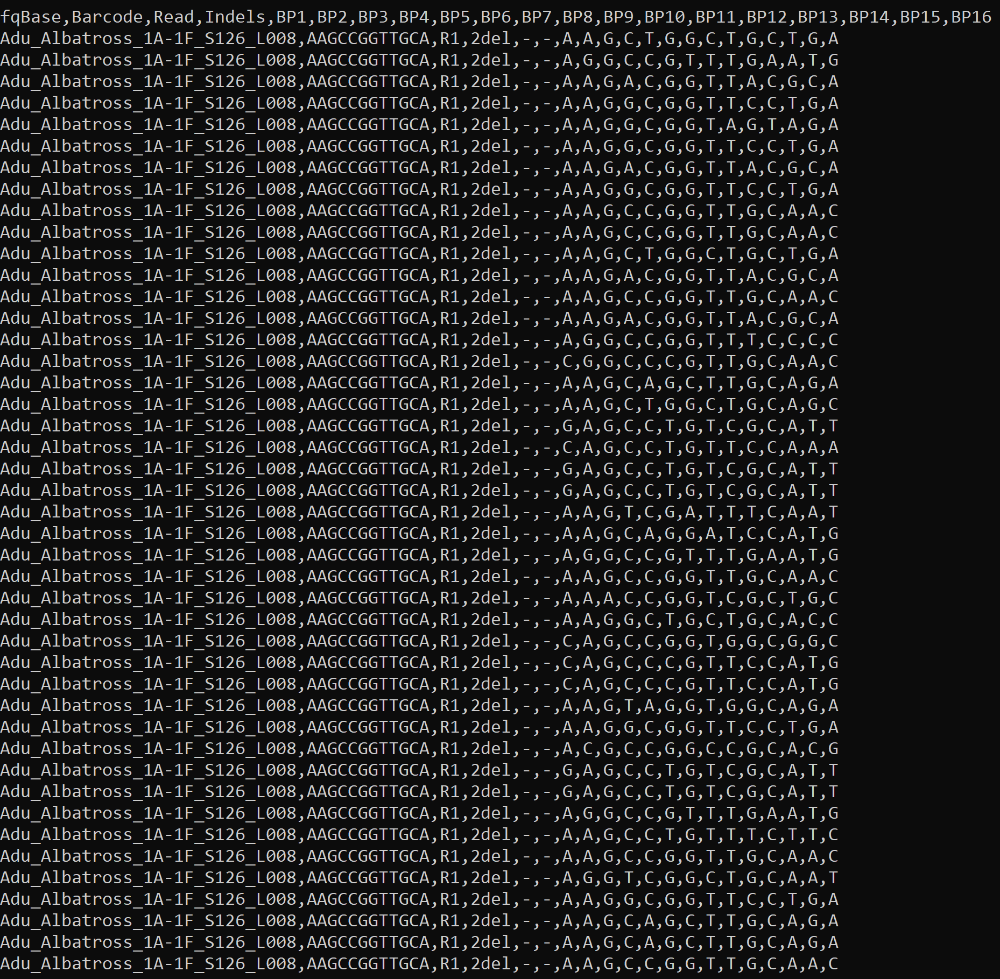 fqBase,Barcode,Read,Indels,BP1,BP2,BP3,BP4,BP5,BP6,BP7,BP8,BP9,BP10,BP11,BP12,BP13,BP14,BP15,BP16
Adu_Albatross_1A-1F_S126_L008,AAGCCGGTTGCA,R1,2del,-,-,A,A,G,C,T,G,G,C,T,G,C,T,G,A
Adu_Albatross_1A-1F_S126_L008,AAGCCGGTTGCA,R1,2del,-,-,A,G,G,C,C,G,T,T,T,G,A,A,T,G
Adu_Albatross_1A-1F_S126_L008,AAGCCGGTTGCA,R1,2del,-,-,A,A,G,A,C,G,G,T,T,A,C,G,C,A
Adu_Albatross_1A-1F_S126_L008,AAGCCGGTTGCA,R1,2del,-,-,A,A,G,G,C,G,G,T,T,C,C,T,G,A
Adu_Albatross_1A-1F_S126_L008,AAGCCGGTTGCA,R1,2del,-,-,A,A,G,G,C,G,G,T,A,G,T,A,G,A
Adu_Albatross_1A-1F_S126_L008,AAGCCGGTTGCA,R1,2del,-,-,A,A,G,G,C,G,G,T,T,C,C,T,G,A
Adu_Albatross_1A-1F_S126_L008,AAGCCGGTTGCA,R1,2del,-,-,A,A,G,A,C,G,G,T,T,A,C,G,C,A
Adu_Albatross_1A-1F_S126_L008,AAGCCGGTTGCA,R1,2del,-,-,A,A,G,G,C,G,G,T,T,C,C,T,G,A
Adu_Albatross_1A-1F_S126_L008,AAGCCGGTTGCA,R1,2del,-,-,A,A,G,C,C,G,G,T,T,G,C,A,A,C
Adu_Albatross_1A-1F_S126_L008,AAGCCGGTTGCA,R1,2del,-,-,A,A,G,C,C,G,G,T,T,G,C,A,A,C
Adu_Albatross_1A-1F_S126_L008,AAGCCGGTTGCA,R1,2del,-,-,A,A,G,C,T,G,G,C,T,G,C,T,G,A
Adu_Albatross_1A-1F_S126_L008,AAGCCGGTTGCA,R1,2del,-,-,A,A,G,A,C,G,G,T,T,A,C,G,C,A
Adu_Albatross_1A-1F_S126_L008,AAGCCGGTTGCA,R1,2del,-,-,A,A,G,C,C,G,G,T,T,G,C,A,A,C
Adu_Albatross_1A-1F_S126_L008,AAGCCGGTTGCA,R1,2del,-,-,A,A,G,A,C,G,G,T,T,A,C,G,C,A
Adu_Albatross_1A-1F_S126_L008,AAGCCGGTTGCA,R1,2del,-,-,A,G,G,C,C,G,G,T,T,T,C,C,C,C
Adu_Albatross_1A-1F_S126_L008,AAGCCGGTTGCA,R1,2del,-,-,C,G,G,C,C,C,G,T,T,G,C,A,A,C
Adu_Albatross_1A-1F_S126_L008,AAGCCGGTTGCA,R1,2del,-,-,A,A,G,C,A,G,C,T,T,G,C,A,G,A
Adu_Albatross_1A-1F_S126_L008,AAGCCGGTTGCA,R1,2del,-,-,A,A,G,C,T,G,G,C,T,G,C,A,G,C
Adu_Albatross_1A-1F_S126_L008,AAGCCGGTTGCA,R1,2del,-,-,G,A,G,C,C,T,G,T,C,G,C,A,T,T
Adu_Albatross_1A-1F_S126_L008,AAGCCGGTTGCA,R1,2del,-,-,C,A,G,C,C,T,G,T,T,C,C,A,A,A
Adu_Albatross_1A-1F_S126_L008,AAGCCGGTTGCA,R1,2del,-,-,G,A,G,C,C,T,G,T,C,G,C,A,T,T
Adu_Albatross_1A-1F_S126_L008,AAGCCGGTTGCA,R1,2del,-,-,G,A,G,C,C,T,G,T,C,G,C,A,T,T
Adu_Albatross_1A-1F_S126_L008,AAGCCGGTTGCA,R1,2del,-,-,A,A,G,T,C,G,A,T,T,T,C,A,A,T
Adu_Albatross_1A-1F_S126_L008,AAGCCGGTTGCA,R1,2del,-,-,A,A,G,C,A,G,G,A,T,C,C,A,T,G
Adu_Albatross_1A-1F_S126_L008,AAGCCGGTTGCA,R1,2del,-,-,A,G,G,C,C,G,T,T,T,G,A,A,T,G
Adu_Albatross_1A-1F_S126_L008,AAGCCGGTTGCA,R1,2del,-,-,A,A,G,C,C,G,G,T,T,G,C,A,A,C
Adu_Albatross_1A-1F_S126_L008,AAGCCGGTTGCA,R1,2del,-,-,A,A,A,C,C,G,G,T,C,G,C,T,G,C
Adu_Albatross_1A-1F_S126_L008,AAGCCGGTTGCA,R1,2del,-,-,A,A,G,G,C,T,G,C,T,G,C,A,C,C
Adu_Albatross_1A-1F_S126_L008,AAGCCGGTTGCA,R1,2del,-,-,C,A,G,C,C,G,G,T,G,G,C,G,G,C
Adu_Albatross_1A-1F_S126_L008,AAGCCGGTTGCA,R1,2del,-,-,C,A,G,C,C,C,G,T,T,C,C,A,T,G
Adu_Albatross_1A-1F_S126_L008,AAGCCGGTTGCA,R1,2del,-,-,C,A,G,C,C,C,G,T,T,C,C,A,T,G
Adu_Albatross_1A-1F_S126_L008,AAGCCGGTTGCA,R1,2del,-,-,A,A,G,T,A,G,G,T,G,G,C,A,G,A
Adu_Albatross_1A-1F_S126_L008,AAGCCGGTTGCA,R1,2del,-,-,A,A,G,G,C,G,G,T,T,C,C,T,G,A
Adu_Albatross_1A-1F_S126_L008,AAGCCGGTTGCA,R1,2del,-,-,A,C,G,C,C,G,G,C,C,G,C,A,C,G
Adu_Albatross_1A-1F_S126_L008,AAGCCGGTTGCA,R1,2del,-,-,G,A,G,C,C,T,G,T,C,G,C,A,T,T
Adu_Albatross_1A-1F_S126_L008,AAGCCGGTTGCA,R1,2del,-,-,G,A,G,C,C,T,G,T,C,G,C,A,T,T
Adu_Albatross_1A-1F_S126_L008,AAGCCGGTTGCA,R1,2del,-,-,A,G,G,C,C,G,T,T,T,G,A,A,T,G
Adu_Albatross_1A-1F_S126_L008,AAGCCGGTTGCA,R1,2del,-,-,A,A,G,C,C,T,G,T,T,T,C,T,T,C
Adu_Albatross_1A-1F_S126_L008,AAGCCGGTTGCA,R1,2del,-,-,A,A,G,C,C,G,G,T,T,G,C,A,A,C
Adu_Albatross_1A-1F_S126_L008,AAGCCGGTTGCA,R1,2del,-,-,A,G,G,T,C,G,G,C,T,G,C,A,A,T
Adu_Albatross_1A-1F_S126_L008,AAGCCGGTTGCA,R1,2del,-,-,A,A,G,G,C,G,G,T,T,C,C,T,G,A
Adu_Albatross_1A-1F_S126_L008,AAGCCGGTTGCA,R1,2del,-,-,A,A,G,C,A,G,C,T,T,G,C,A,G,A
Adu_Albatross_1A-1F_S126_L008,AAGCCGGTTGCA,R1,2del,-,-,A,A,G,C,A,G,C,T,T,G,C,A,G,A
Adu_Albatross_1A-1F_S126_L008,AAGCCGGTTGCA,R1,2del,-,-,A,A,G,C,C,G,G,T,T,G,C,A,A,C